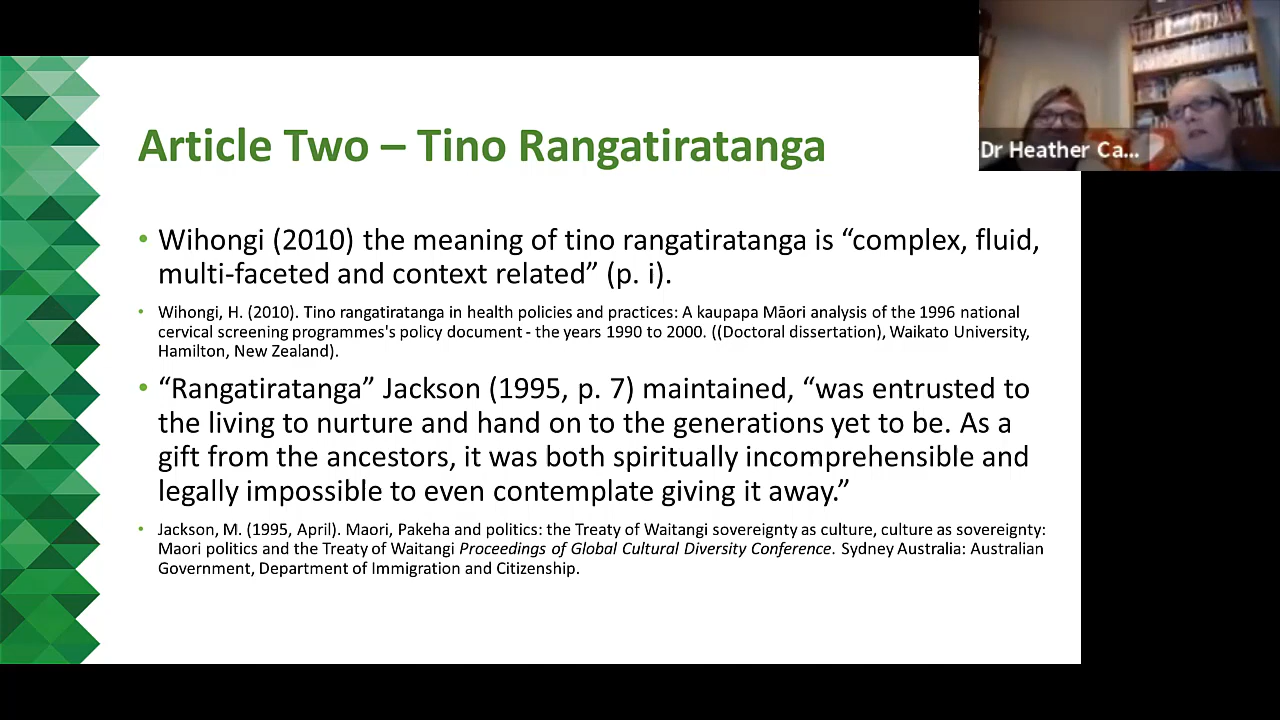 Article Two – Tino Rangatiratanga
• Wihongi (2010) the meaning of tino rangatiratanga is “complex, fluid,
multi-faceted and context related” (p. i).
• Wihongi, H. (2010). Tino rangatiratanga in health policies and practices: A kaupapa Māori analysis of the 1996 national
cervical screening programmes's policy document - the years 1990 to 2000. ((Doctoral dissertation), Waikato University,
Hamilton, New Zealand).
• “Rangatiratanga” Jackson (1995, p. 7) maintained, “was entrusted to
the living to nurture and hand on to the generations yet to be. As a
gift from the ancestors, it was both spiritually incomprehensible and
legally impossible to even contemplate giving it away.”
• Jackson, M. (1995, April). Maori, Pakeha and politics: the Treaty of Waitangi sovereignty as culture, culture as sovereignty:
Maori politics and the Treaty of Waitangi Proceedings of Global Cultural Diversity Conference. Sydney Australia: Australian
Government, Department of Immigration and Citizenship.
Dr Heather Ca...